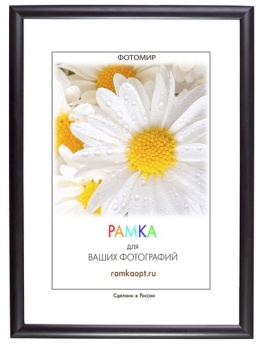 ФОТОМИР
РАМКА
для
ВАШИХ ФОТОГРАФИЙ
ramkaopt.ru
Сделано в России